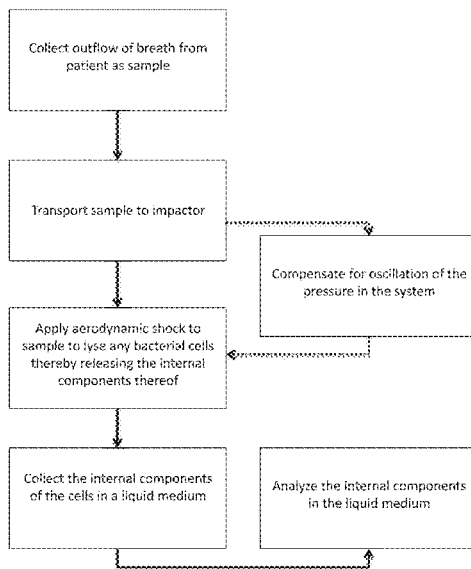 Collect outflow of breath from
patient as sample
Transport sample to impactor
Compensate for oscillation of the
pressure in the system
Apply aerodynamic shock to
sample to lyse any bacterial cells
thereby releasing the internal
components thereof
Collect the internal components
of the cells in a liquid medium
Analyze the internal components
in the liquid medium